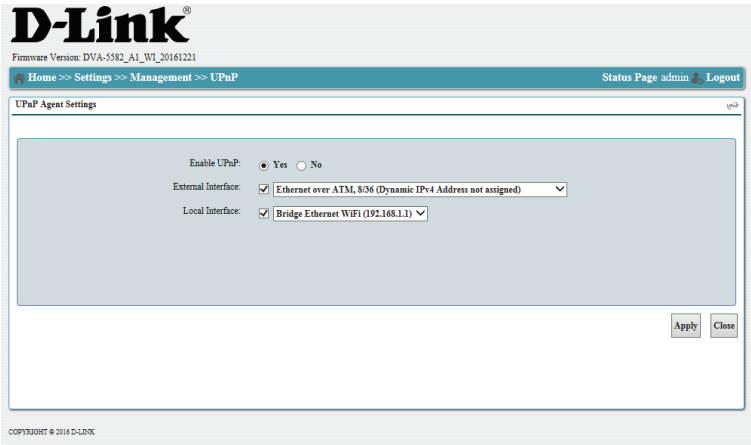 D-Link®
Firmware Version: DVA-5582_A1_WI_20161221
Home >> Settings >> Management >> UPnP Status Page admin Logout
UPnP Agent Settings
Enable UPnP: Yes No
External Interface: Ethernet over ATM, 8/36 (Dynamic IPv4 Address not assigned)
Local Interface: Bridge Ethernet WiFi (192.168.1.1)
Apply Close
COPYRIGHT © 2016 D-LINK